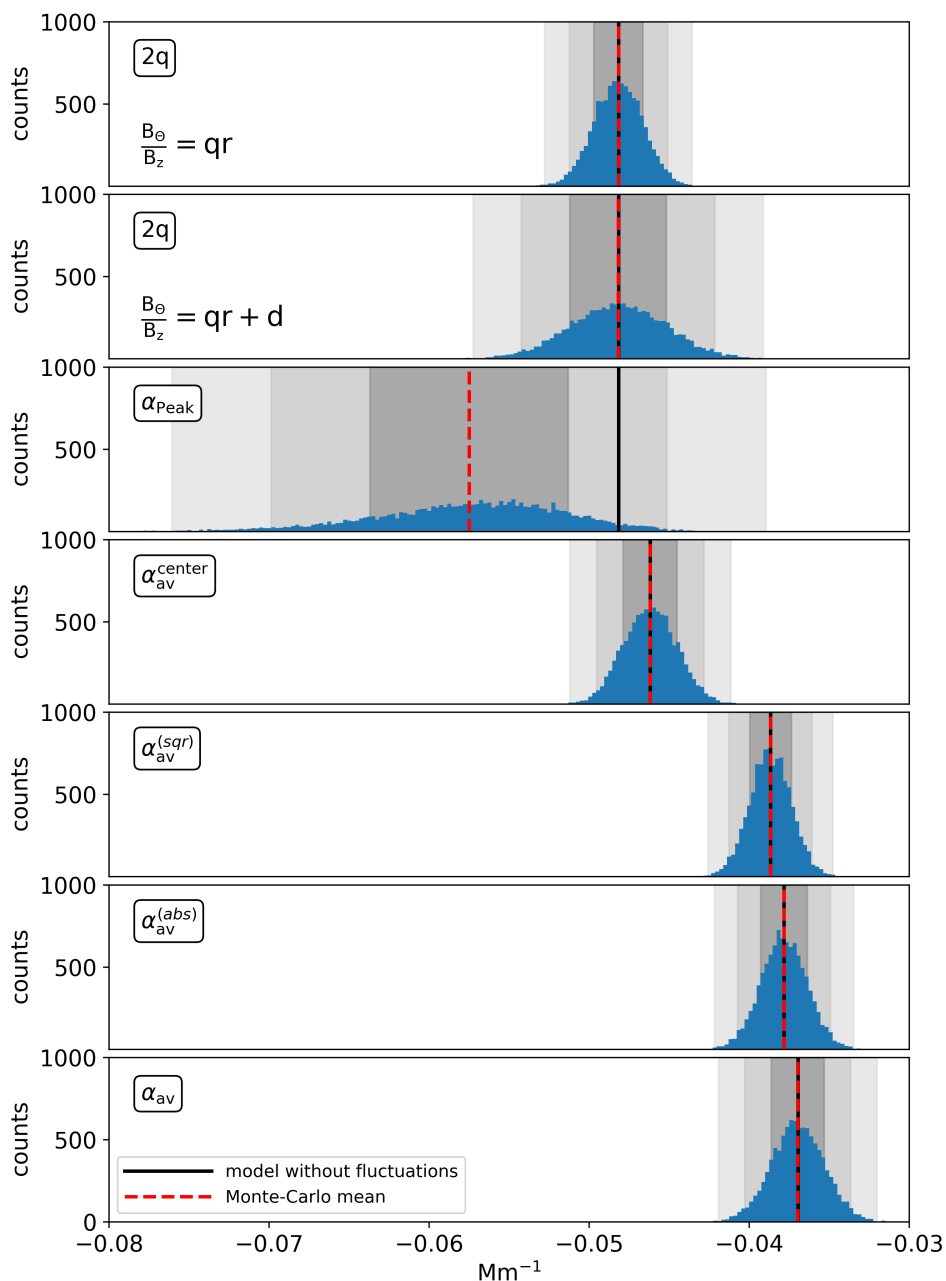 1000
2q
counts
500
B_Θ/B_z = qr
1000
2q
counts
500
B_Θ/B_z = qr + d
1000
α_Peak
counts
500
1000
α_av^center
counts
500
1000
α_av^(sqr)
counts
500
1000
α_av^(abs)
counts
500
1000
α_av
counts
500
model without fluctuations
Monte-Carlo mean
0
−0.08 −0.07 −0.06 −0.05 −0.04 −0.03
Mm⁻¹